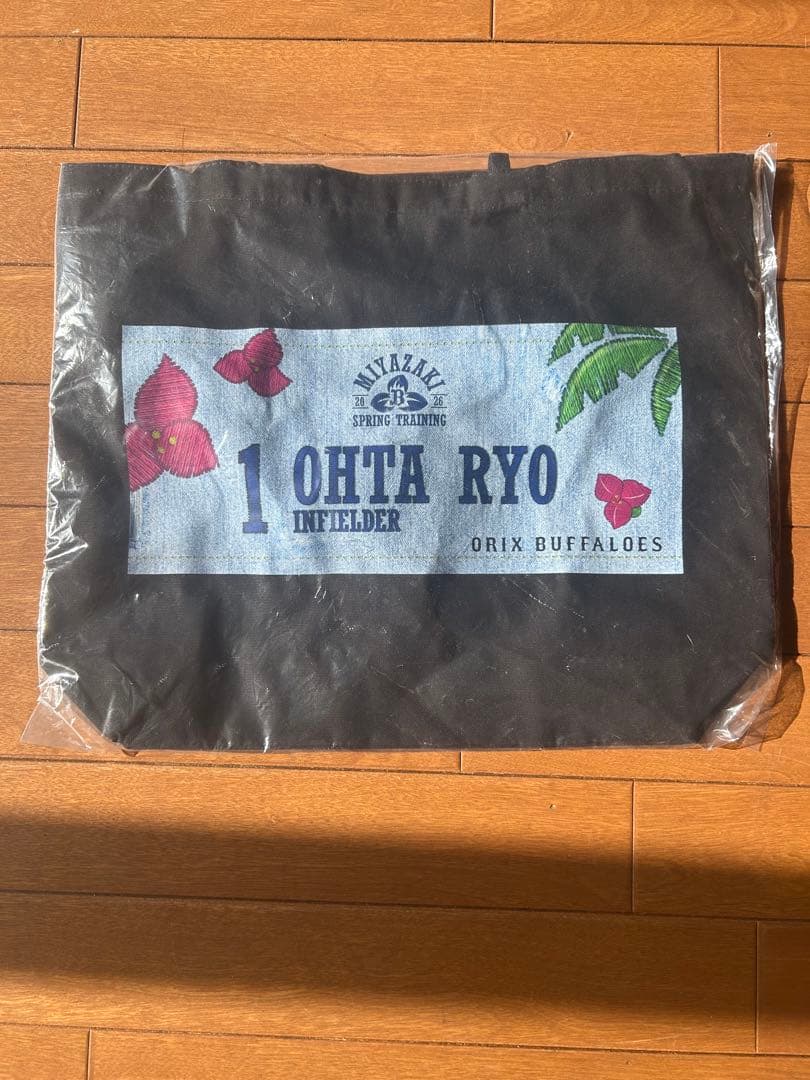 MIYAZAKI
20 B 26
SPRING TRAINING
1 OHTA RYO
INFIELDER
ORIX BUFFALOES